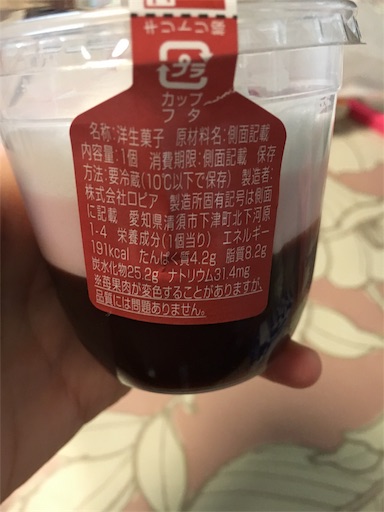 プラ
カップ
フタ
名称:洋生菓子 原材料名:側面記載
内容量:1個 消費期限:側面記載 保存
方法:要冷蔵(10℃以下で保存) 製造者:
株式会社ロピア 製造所固有記号は側面
に記載 愛知県清須市下津町北下河原
1-4 栄養成分(1個当り) エネルギー
191kcal たんぱく質4.2g 脂質8.2g
炭水化物25.2g ナトリウム31.4mg
※苺果肉が変色することがありますが、
品質には問題ありません。